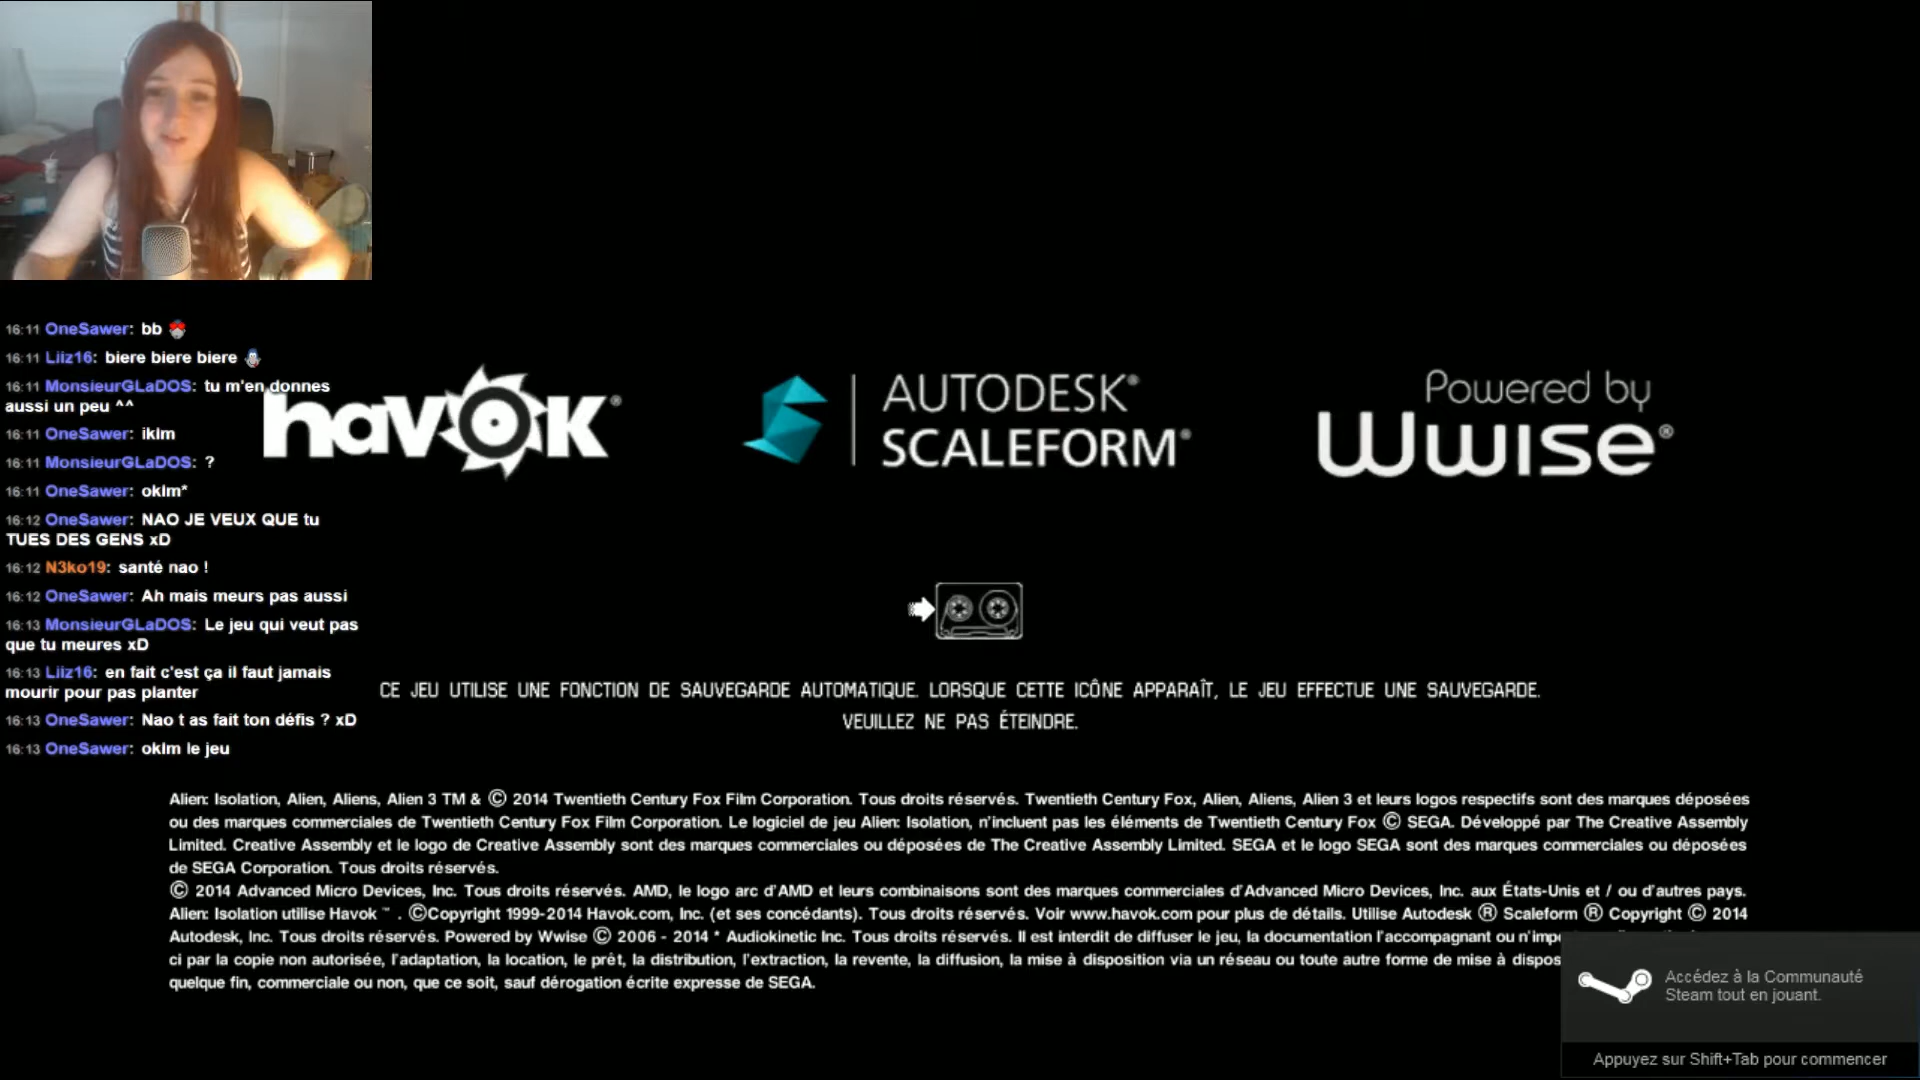 16:11 OneSawer: bb
16:11 Liiz16: biere biere biere
16:11 MonsieurGLaDOS: tu m'en donnes
aussi un peu ^^
16:11 OneSawer: iklm
16:11 MonsieurGLaDOS: ?
16:11 OneSawer: oklm*
16:12 OneSawer: NAO JE VEUX QUE tu
TUES DES GENS xD
16:12 N3ko19: santé nao !
16:12 OneSawer: Ah mais meurs pas aussi
16:13 MonsieurGLaDOS: Le jeu qui veut pas
que tu meures xD
16:13 Liiz16: en fait c'est ça il faut jamais
mourir pour pas planter
16:13 OneSawer: Nao t as fait ton défis ? xD
16:13 OneSawer: oklm le jeu
havok®
AUTODESK®
SCALEFORM®
Powered by
Wwise®
CE JEU UTILISE UNE FONCTION DE SAUVEGARDE AUTOMATIQUE. LORSQUE CETTE ICÔNE APPARAÎT, LE JEU EFFECTUE UNE SAUVEGARDE.
VEUILLEZ NE PAS ÉTEINDRE.
Alien: Isolation, Alien, Aliens, Alien 3 TM & © 2014 Twentieth Century Fox Film Corporation. Tous droits réservés. Twentieth Century Fox, Alien, Aliens, Alien 3 et leurs logos respectifs sont des marques déposées
ou des marques commerciales de Twentieth Century Fox Film Corporation. Le logiciel de jeu Alien: Isolation, n'incluent pas les éléments de Twentieth Century Fox © SEGA. Développé par The Creative Assembly
Limited. Creative Assembly et le logo de Creative Assembly sont des marques commerciales ou déposées de The Creative Assembly Limited. SEGA et le logo SEGA sont des marques commerciales ou déposées
de SEGA Corporation. Tous droits réservés.
© 2014 Advanced Micro Devices, Inc. Tous droits réservés. AMD, le logo arc d'AMD et leurs combinaisons sont des marques commerciales d'Advanced Micro Devices, Inc. aux États-Unis et / ou d'autres pays.
Alien: Isolation utilise Havok ™ . ©Copyright 1999-2014 Havok.com, Inc. (et ses concédants). Tous droits réservés. Voir www.havok.com pour plus de détails. Utilise Autodesk ® Scaleform ® Copyright © 2014
Autodesk, Inc. Tous droits réservés. Powered by Wwise © 2006 - 2014 * Audiokinetic Inc. Tous droits réservés. Il est interdit de diffuser le jeu, la documentation l'accompagnant ou
ci par la copie non autorisée, l'adaptation, la location, le prêt, la distribution, l'extraction, la revente, la diffusion, la mise à disposition via un réseau ou toute autre forme de mise à
quelque fin, commerciale ou non, que ce soit, sauf dérogation écrite expresse de SEGA.
Accédez à la Communauté
Steam tout en jouant.
Appuyez sur Shift+Tab pour commencer